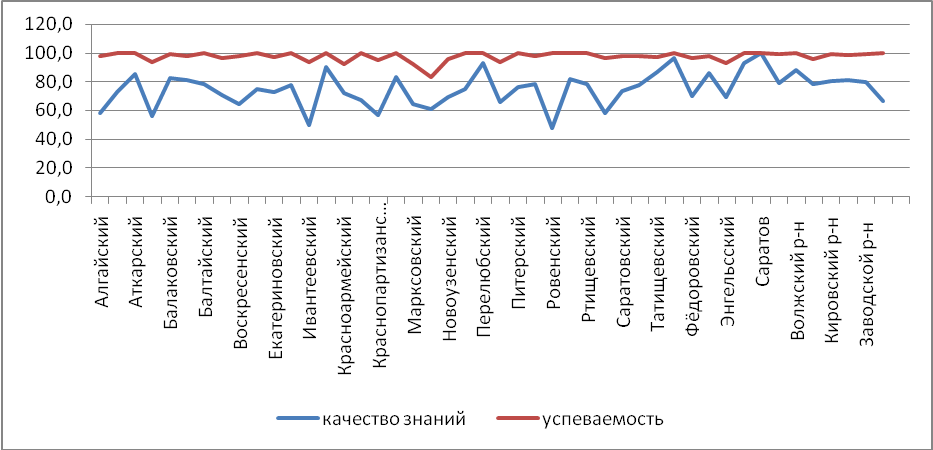 120,0
100,0
80,0
60,0
40,0
20,0
0,0
Алгайский
Аткарский
Балаковский
Балтайский
Воскресенский
Екатериновский
Ивантеевский
Красноармейский
Краснопартизанс...
Марксовский
Новоузенский
Перелюбский
Питерский
Ровенский
Ртищевский
Саратовский
Татищевский
Фёдоровский
Энгельсский
Саратов
Волжский р-н
Кировский р-н
Заводской р-н
качество знаний
успеваемость